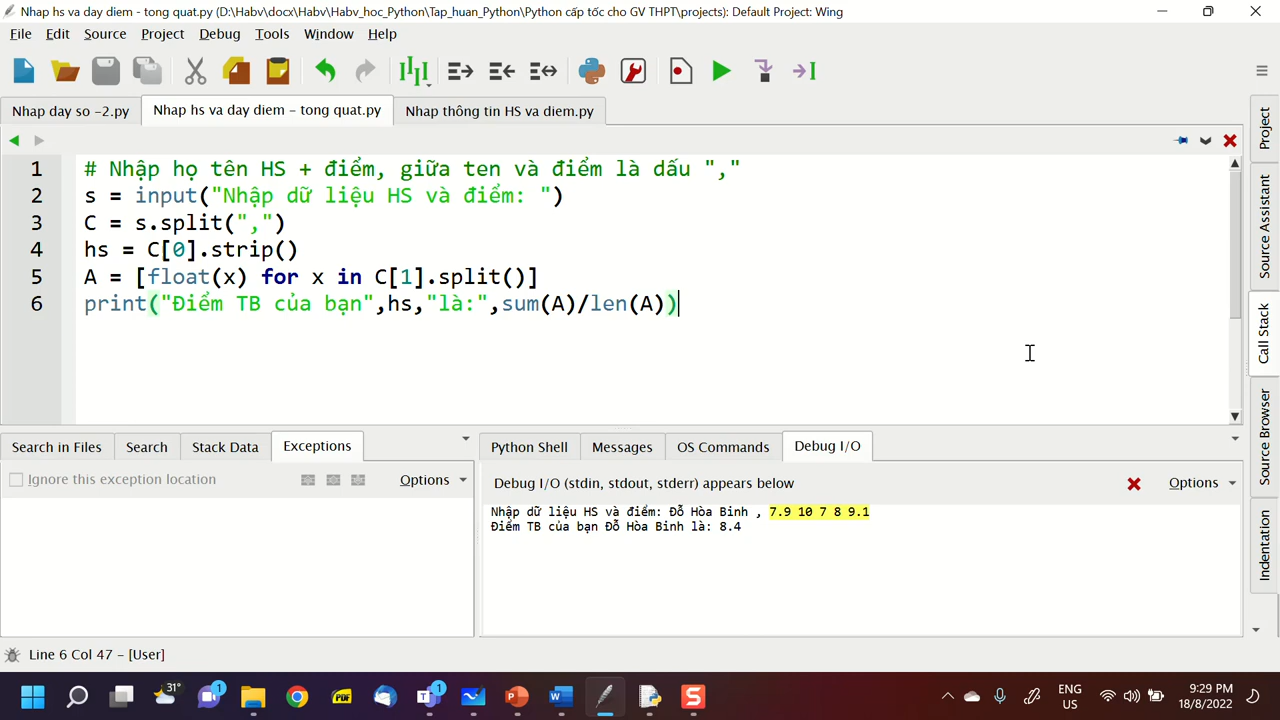 Nhap hs va day diem - tong quat.py (D:\Habv\docx\Habv\Habv_hoc_Python\Tap_huan_Python\Python cấp tốc cho GV THPT\projects): Default Project: Wing
File Edit Source Project Debug Tools Window Help
Nhap day so -2.py Nhap hs va day diem - tong quat.py Nhap thông tin HS va diem.py
1 # Nhập họ tên HS + điểm, giữa ten và điểm là dấu ","
2 s = input("Nhập dữ liệu HS và điểm: ")
3 C = s.split(",")
4 hs = C[0].strip()
5 A = [float(x) for x in C[1].split()]
6 print("Điểm TB của bạn",hs,"là:",sum(A)/len(A))
Project
Source Assistant
Call Stack
Source Browser
Indentation
Search in Files Search Stack Data Exceptions
Ignore this exception location Options
Python Shell Messages OS Commands Debug I/O
Debug I/O (stdin, stdout, stderr) appears below Options
Nhập dữ liệu HS và điểm: Đỗ Hòa Binh , 7.9 10 7 8 9.1
Điểm TB của bạn Đỗ Hòa Binh là: 8.4
Line 6 Col 47 - [User]
31°
1
PDF
1
ENG
US
9:29 PM
18/8/2022